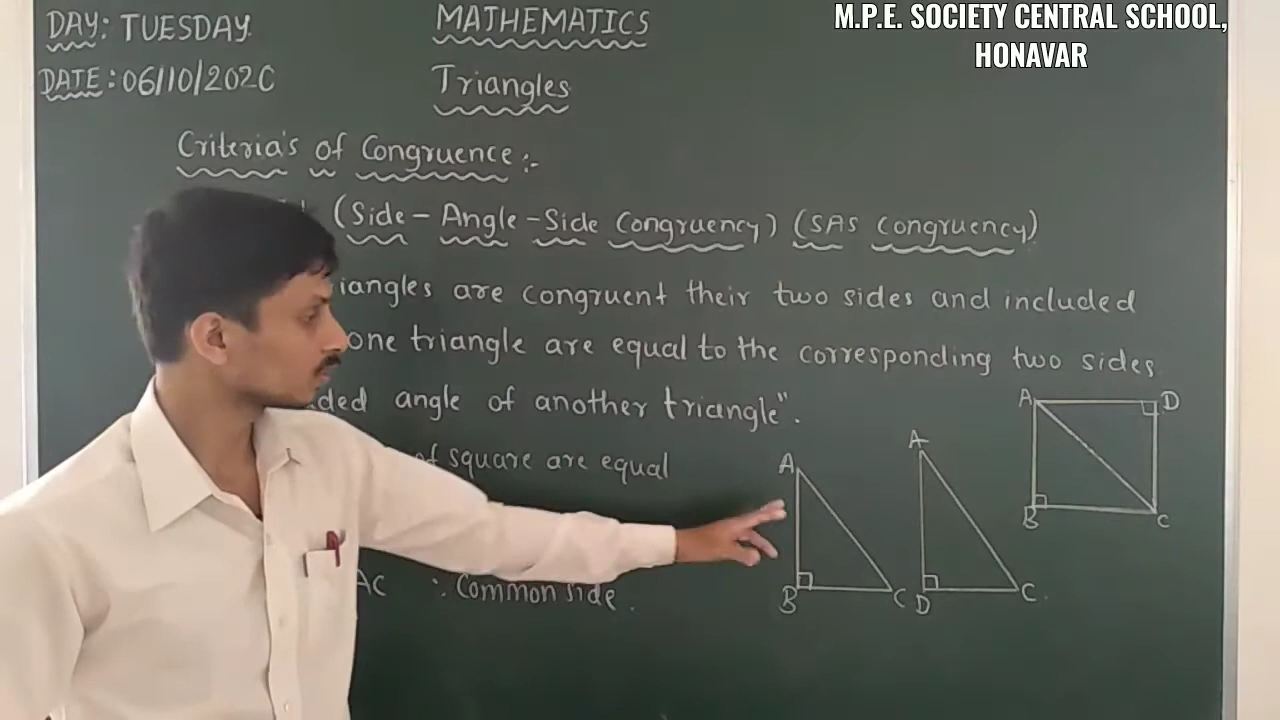 DAY: TUESDAY
MATHEMATICS
M.P.E. SOCIETY CENTRAL SCHOOL,
HONAVAR
DATE: 06/10/2020
Triangles
Criteria's of Congruence :-
(Side - Angle - Side Congruency) (SAS Congruency)
iangles are congruent their two sides and included
one triangle are equal to the corresponding two sides
ded angle of another triangle".
of square are equal
AC ∵ Common side.
A
B
C
A
D
C
A
D
B
C